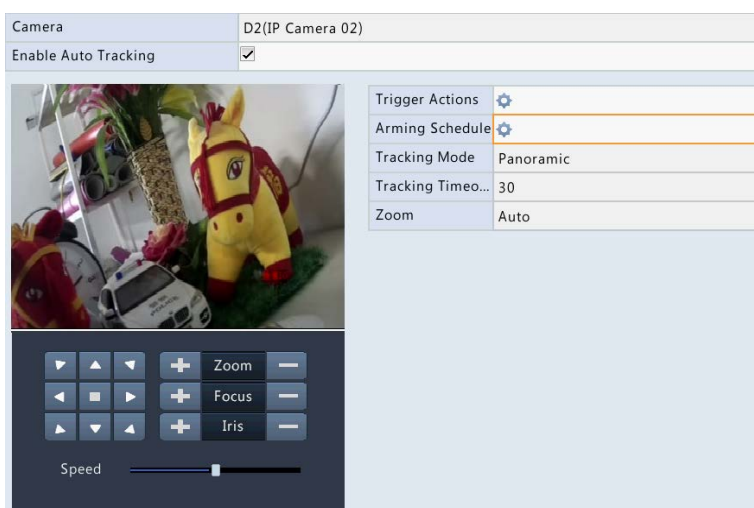 Camera D2(IP Camera 02)
Enable Auto Tracking
Trigger Actions
Arming Schedule
Tracking Mode Panoramic
Tracking Timeo... 30
Zoom Auto
POLICE
Zoom
Focus
Iris
Speed